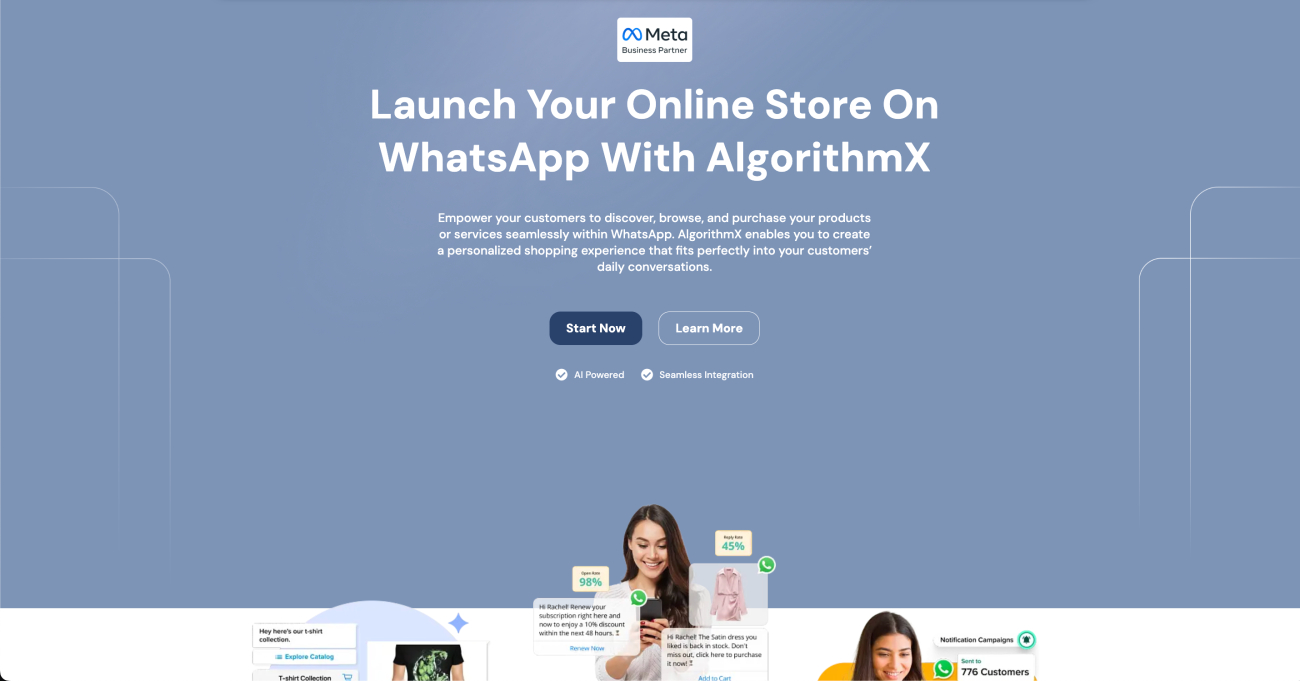 Meta
Business Partner
Launch Your Online Store On
WhatsApp With AlgorithmX
Empower your customers to discover, browse, and purchase your products
or services seamlessly within WhatsApp. AlgorithmX enables you to create
a personalized shopping experience that fits perfectly into your customers’
daily conversations.
Start Now
Learn More
AI Powered
Seamless Integration
Reply Rate
45%
Open Rate
98%
Hi Rachel! Renew your
subscription right here and
now to enjoy a 10% discount
within the next 48 hours. ⏳
Renew Now
Hi Rachel! The Satin dress you
liked is back in stock. Don't
miss out, click here to purchase
it now! ⏳
Add to Cart
Hey here's our t-shirt
collection.
Explore Catalog
T-shirt Collection
Notification Campaigns
Sent to
776 Customers